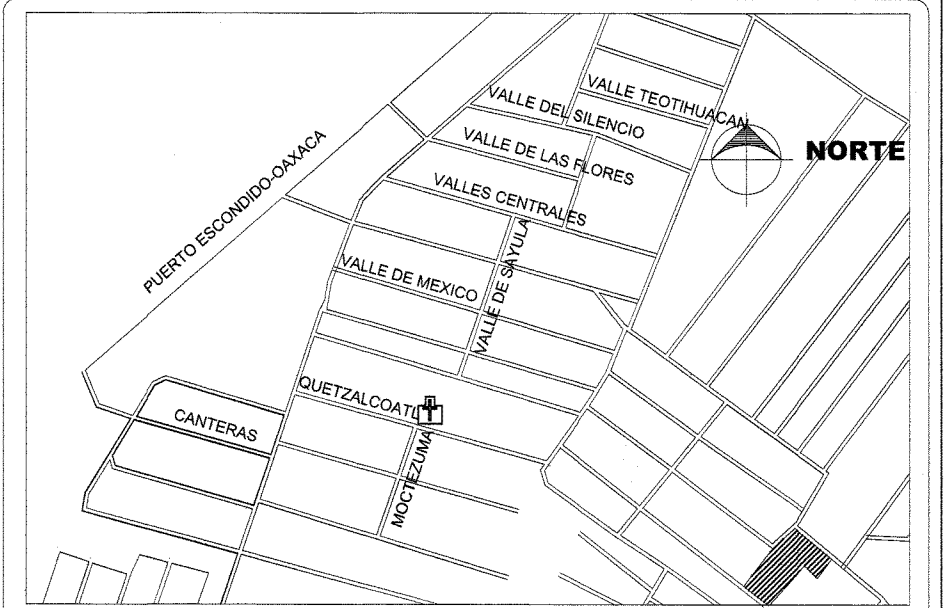 VALLE TEOTIHUACAN
VALLE DEL SILENCIO
NORTE
VALLE DE LAS FLORES
PUERTO ESCONDIDO-OAXACA
VALLES CENTRALES
VALLE DE SAYULA
VALLE DE MEXICO
QUETZALCOATL
CANTERAS
MOCTEZUMA